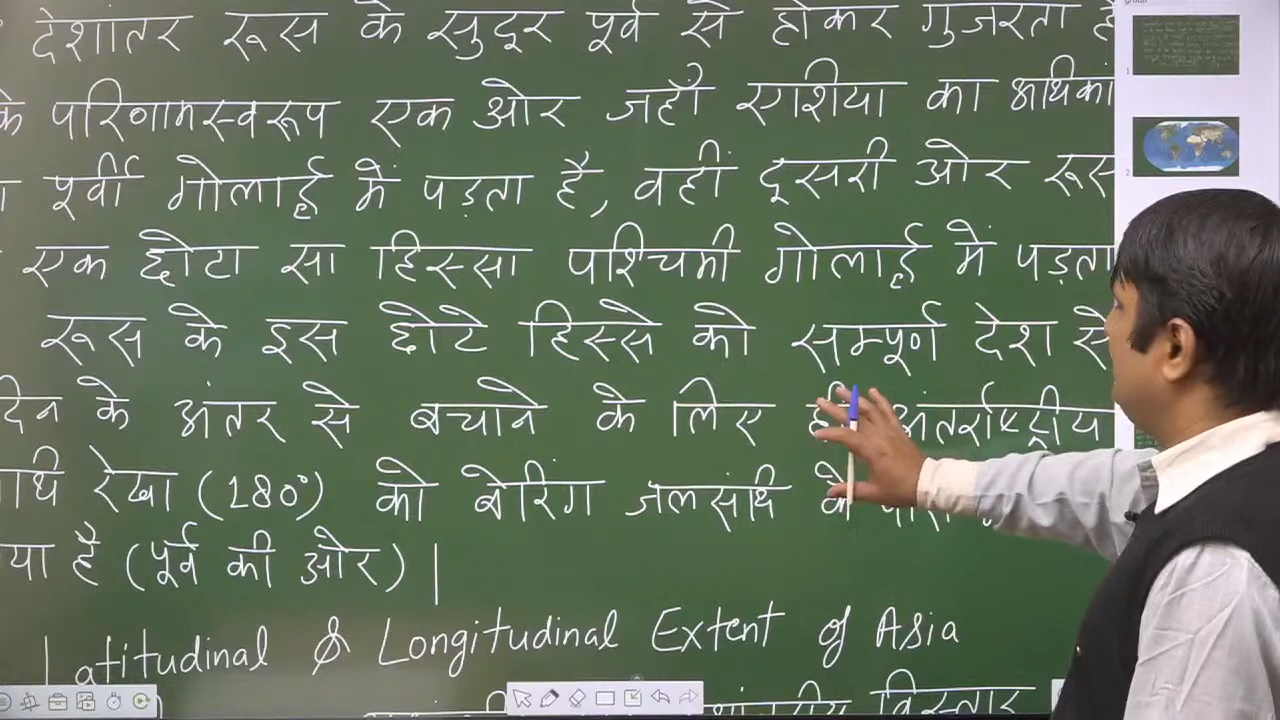 देशांतर रूस के सुदूर पूर्व से होकर गुजरता है
के परिणामस्वरूप एक ओर जहाँ एशिया का अधिकां
पूर्वी गोलार्द्ध में पड़ता है, वहीं दूसरी ओर रूस
एक छोटा सा हिस्सा पश्चिमी गोलार्द्ध में पड़ता
रूस के इस छोटे हिस्से को सम्पूर्ण देश से
दिन के अंतर से बचाने के लिए ही अंतर्राष्ट्रीय
रेखा (180°) को बेरिंग जलसंधि के
है (पूर्व की ओर) |
Latitudinal & Longitudinal Extent of Asia
विस्तार